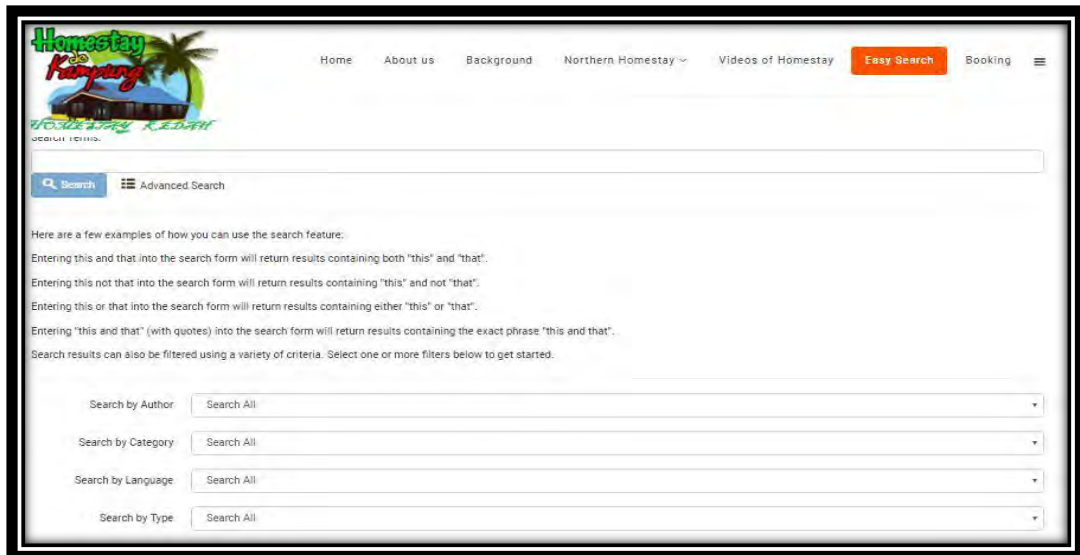 Homestay
de
Kampung
HOMESTAY KEDAH
Home About us Background Northern Homestay Videos of Homestay Easy Search Booking
Search Terms:
Search Advanced Search
Here are a few examples of how you can use the search feature:
Entering this and that into the search form will return results containing both "this" and "that".
Entering this not that into the search form will return results containing "this" and not "that".
Entering this or that into the search form will return results containing either "this" or "that".
Entering "this and that" (with quotes) into the search form will return results containing the exact phrase "this and that".
Search results can also be filtered using a variety of criteria. Select one or more filters below to get started.
Search by Author Search All
Search by Category Search All
Search by Language Search All
Search by Type Search All